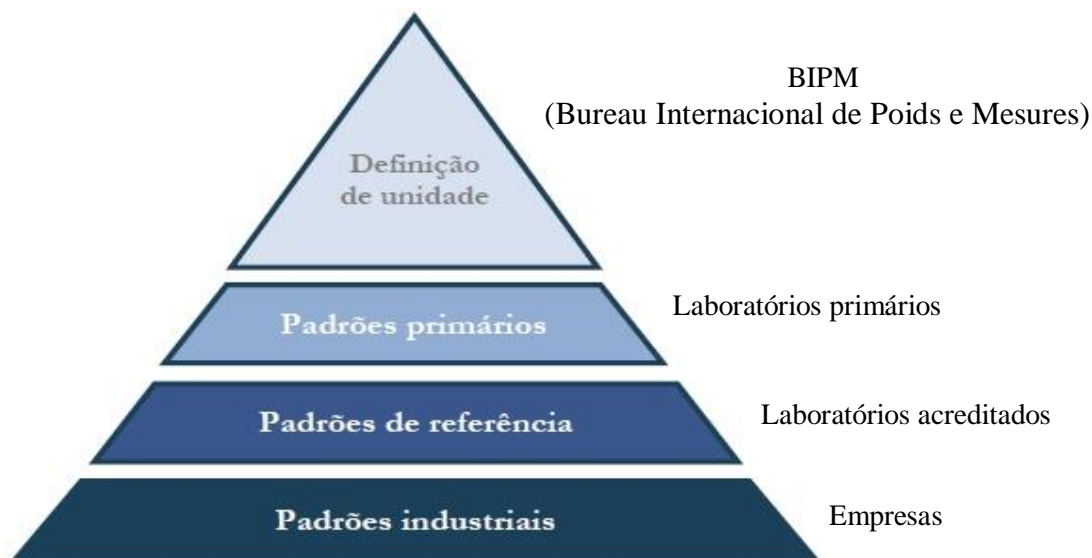 BIPM
(Bureau Internacional de Poids e Mesures)
Definição
de unidade
Padrões primários
Laboratórios primários
Padrões de referência
Laboratórios acreditados
Padrões industriais
Empresas